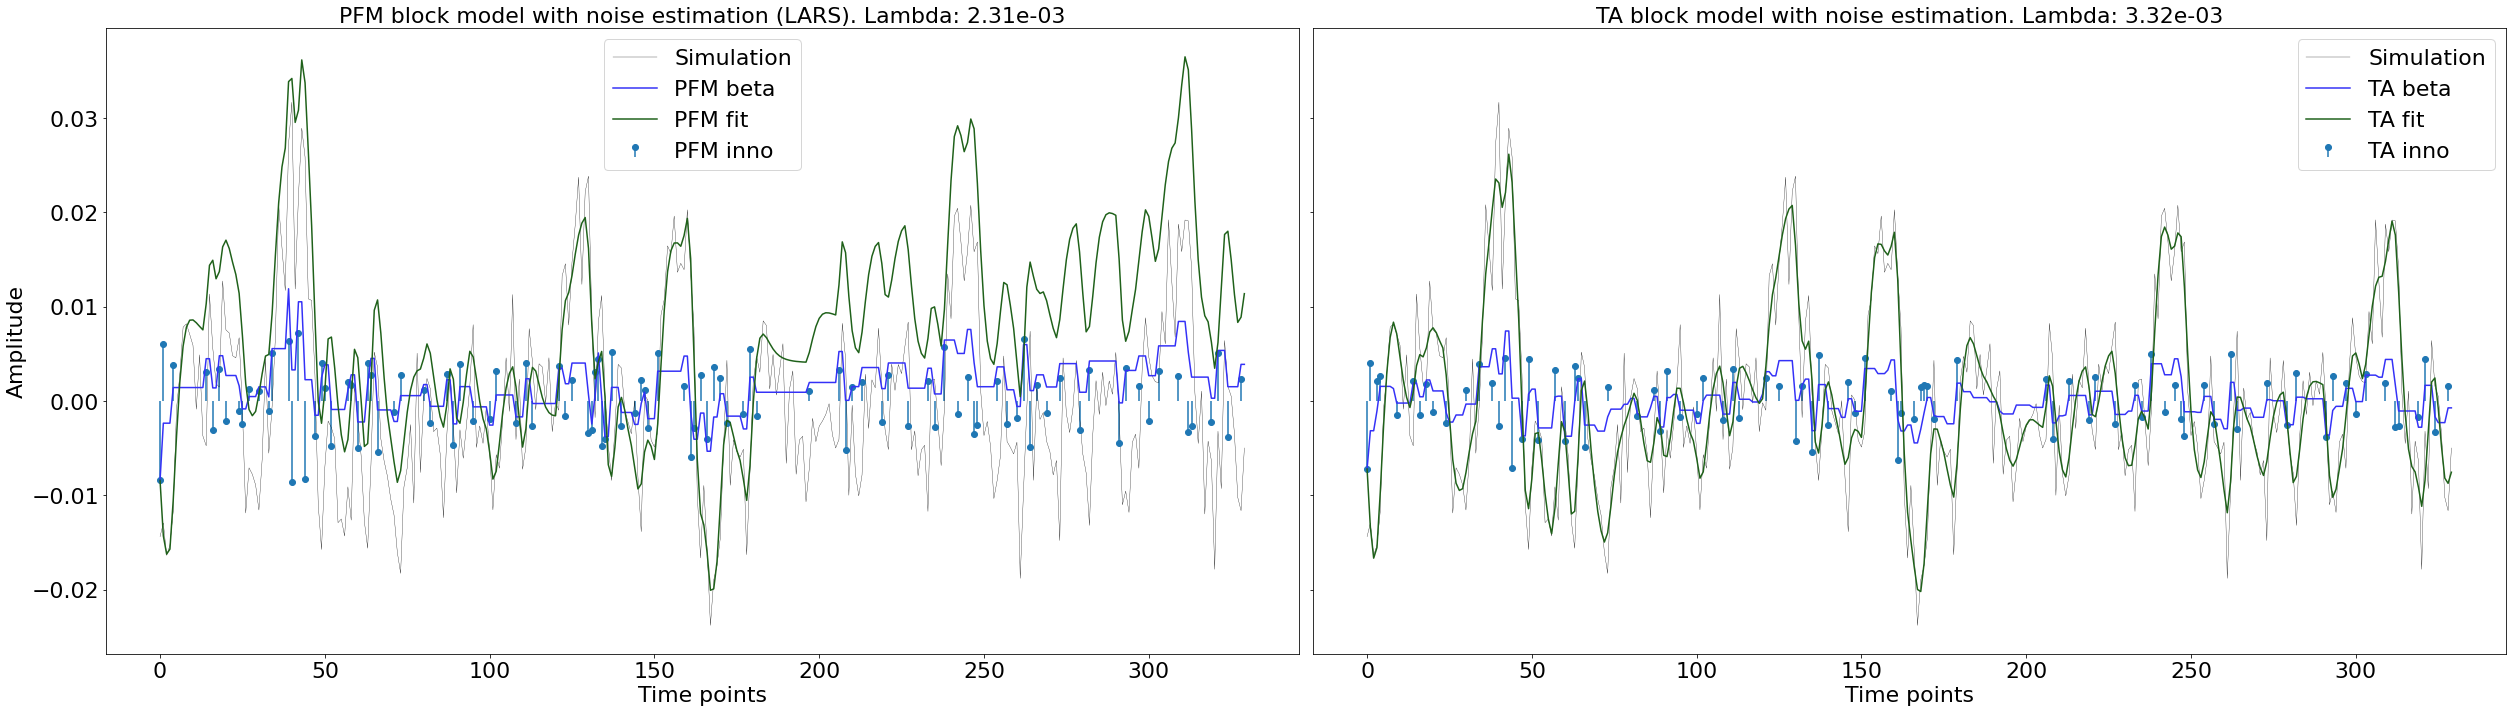 PFM block model with noise estimation (LARS). Lambda: 2.31e-03
Simulation
PFM beta
PFM fit
PFM inno
0.03
0.02
0.01
0.00
−0.01
−0.02
Amplitude
0 50 100 150 200 250 300
Time points
TA block model with noise estimation. Lambda: 3.32e-03
Simulation
TA beta
TA fit
TA inno
0 50 100 150 200 250 300
Time points